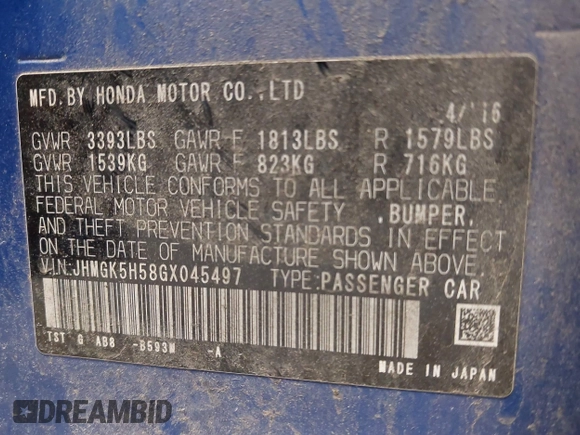 MFD.BY HONDA MOTOR CO.,LTD
4/'16
GVWR 3393LBS GAWR-F 1813LBS R 1579LBS
GVWR 1539KG GAWR F 823KG R 716KG
THIS VEHICLE CONFORMS TO ALL APPLICABLE
FEDERAL MOTOR VEHICLE SAFETY ,BUMPER,
AND THEFT PREVENTION STANDARDS IN EFFECT
ON THE DATE OF MANUFACTURE SHOWN ABOVE.
VIN:JHMGK5H58GX045497 TYPE:PASSENGER CAR
TST G AB8 -B593M -A
MADE IN JAPAN
DREAMBID